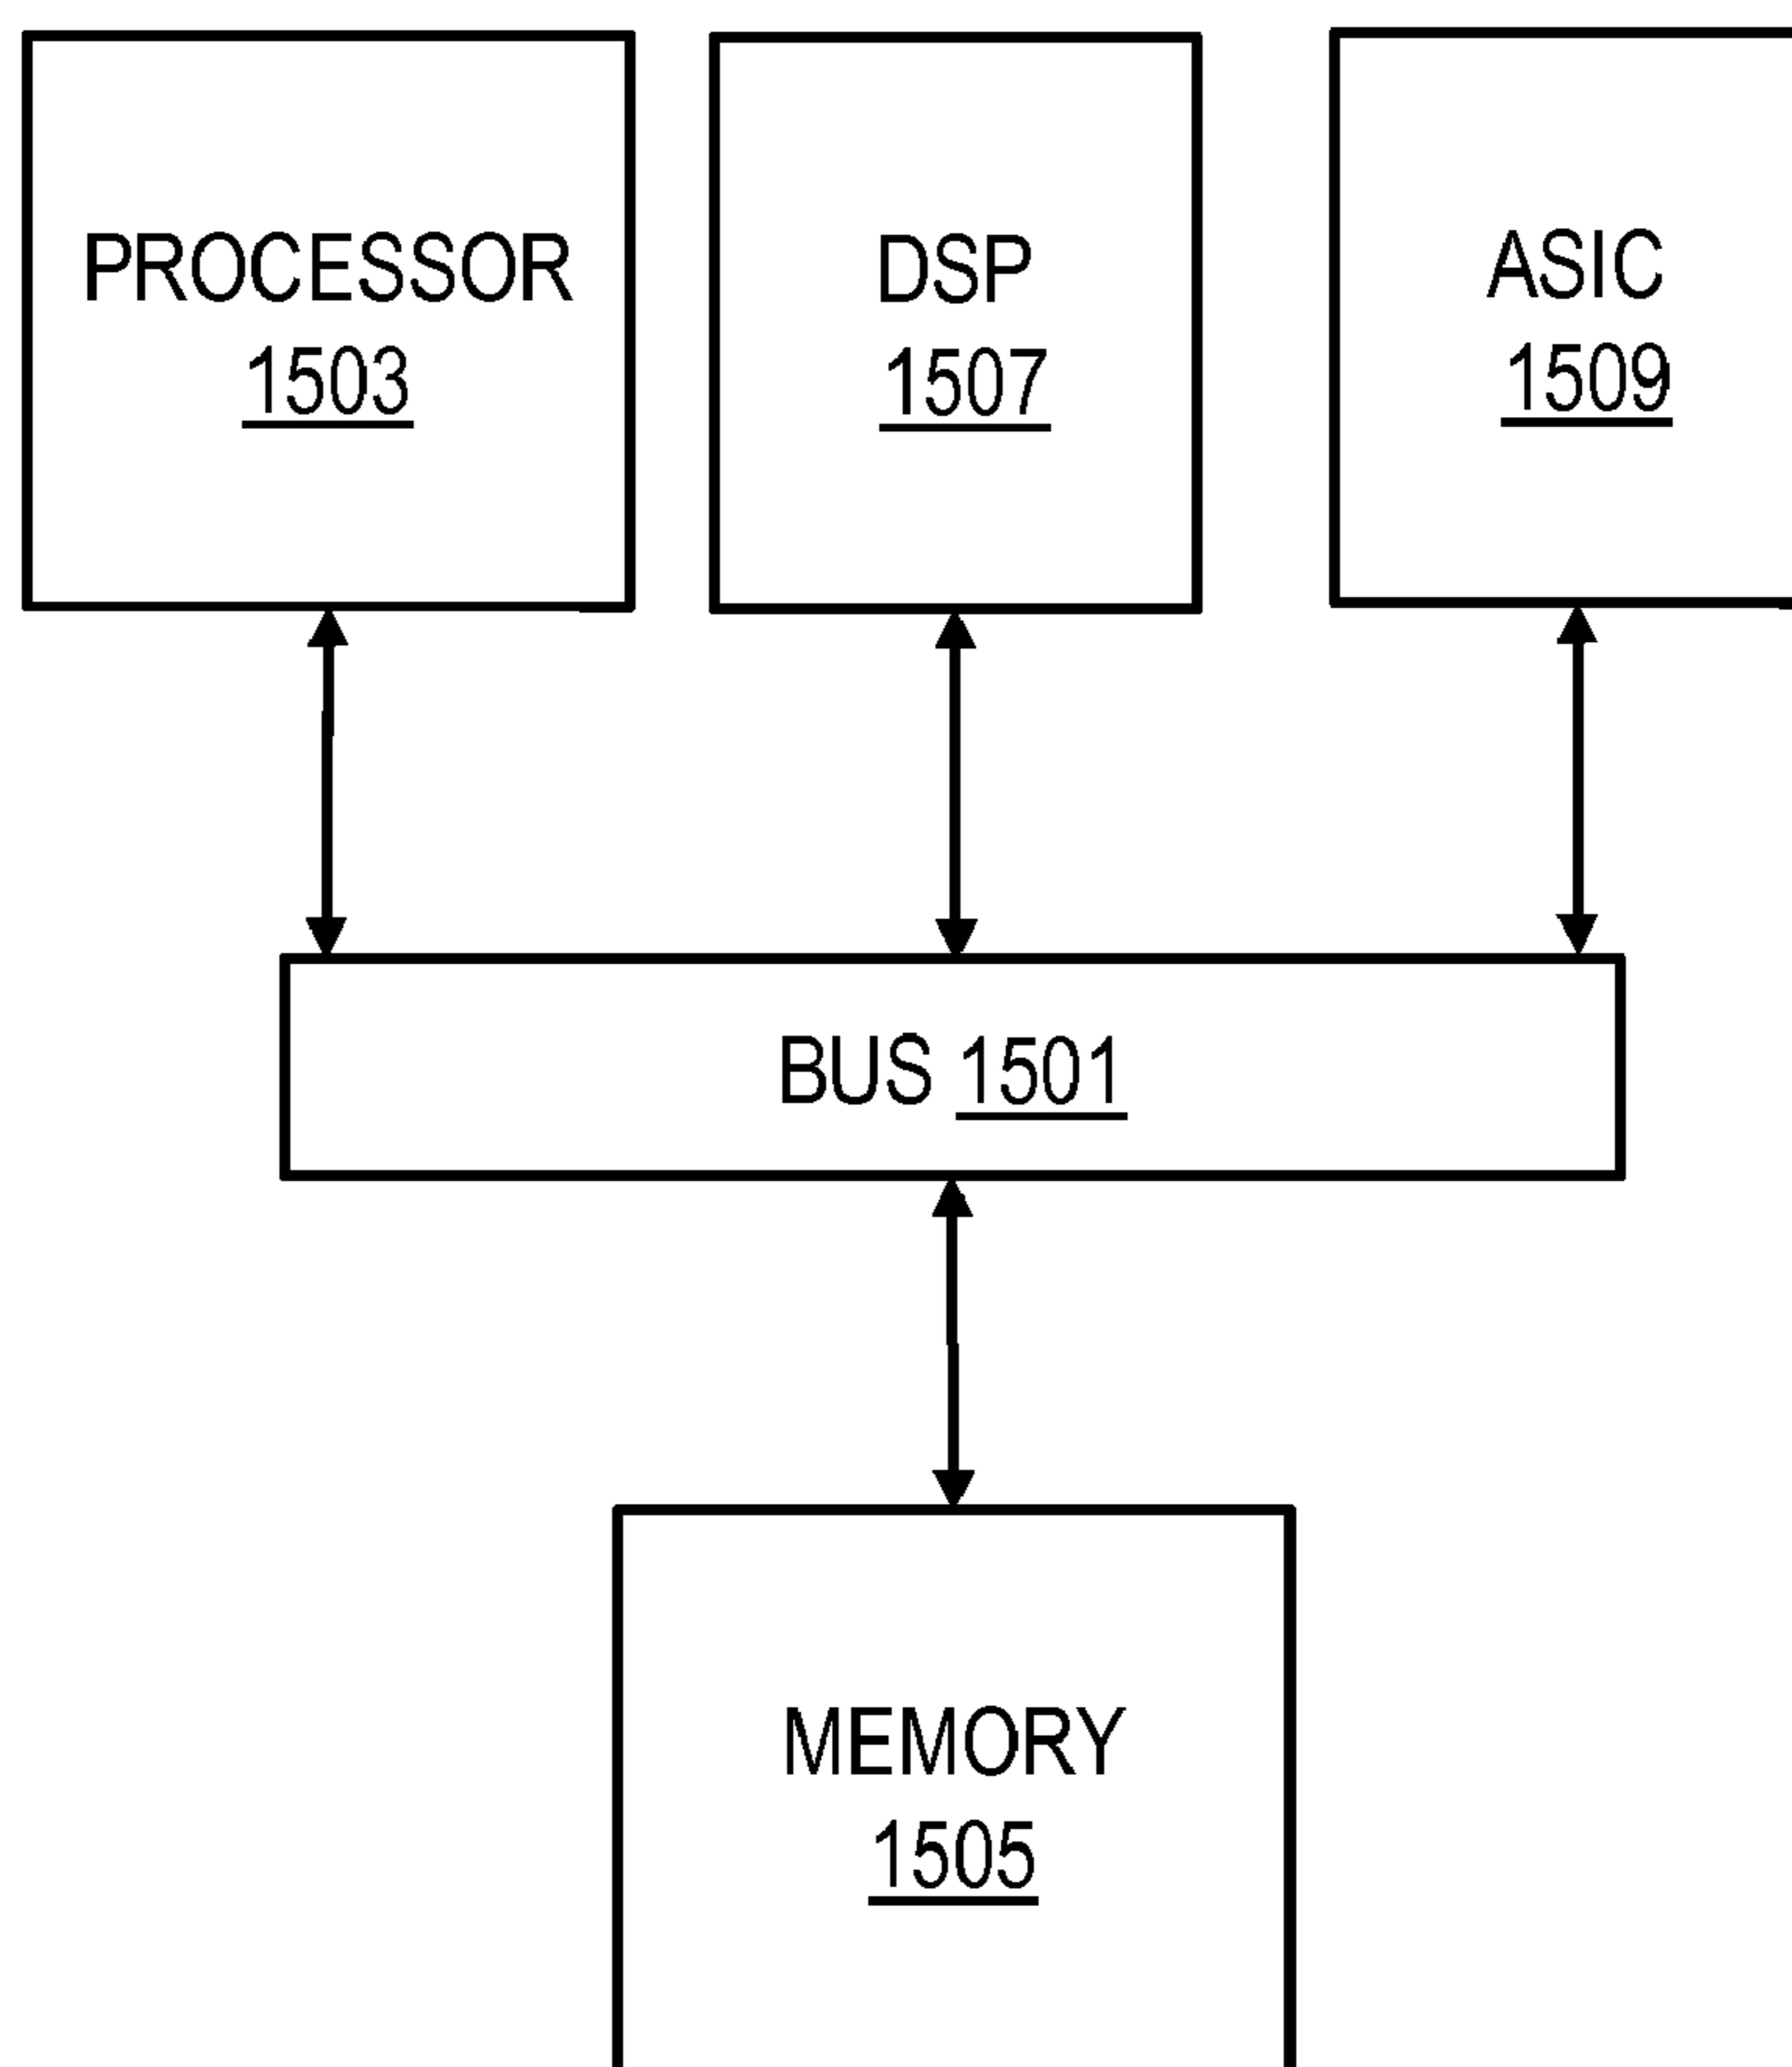 PROCESSOR
1503
DSP
1507
ASIC
1509
BUS 1501
MEMORY
1505